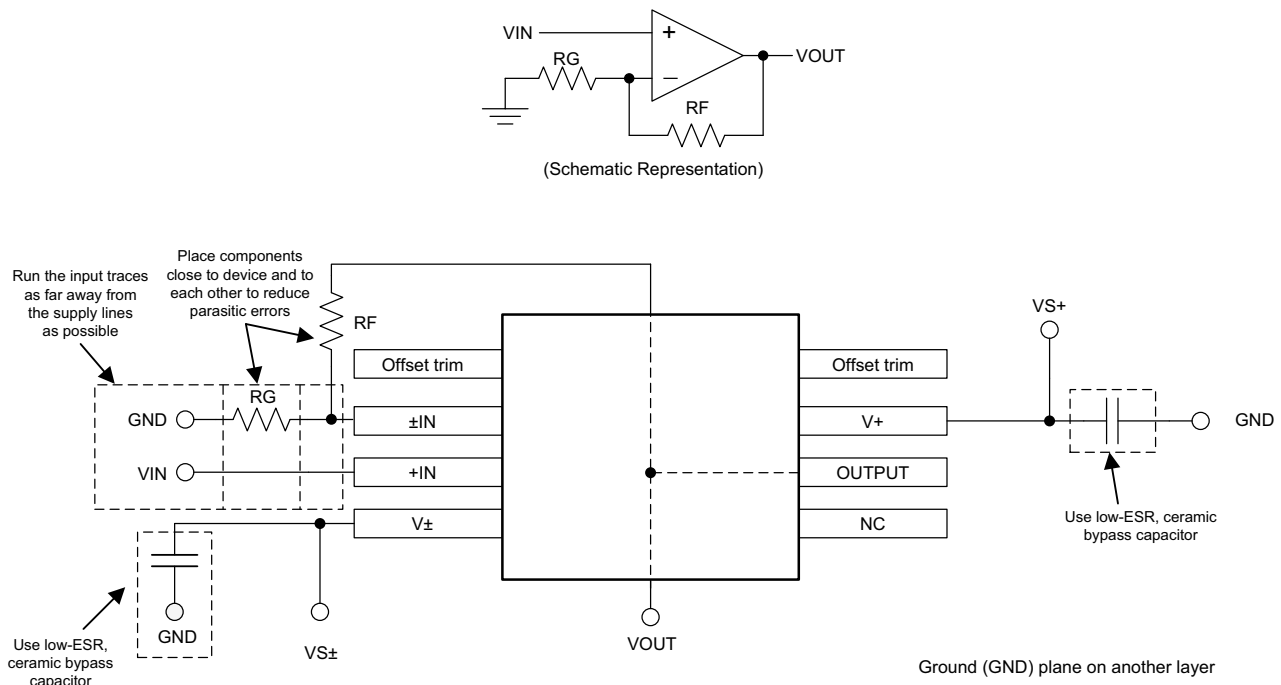 VIN
RG
+
−
VOUT
RF
(Schematic Representation)
Run the input traces
as far away from
the supply lines
as possible
Place components
close to device and to
each other to reduce
parasitic errors
RF
VS+
Offset trim
Offset trim
RG
GND
±IN
V+
GND
VIN
+IN
OUTPUT
V±
NC
Use low-ESR, ceramic
bypass capacitor
GND
VS±
VOUT
Use low-ESR,
ceramic bypass
capacitor
Ground (GND) plane on another layer